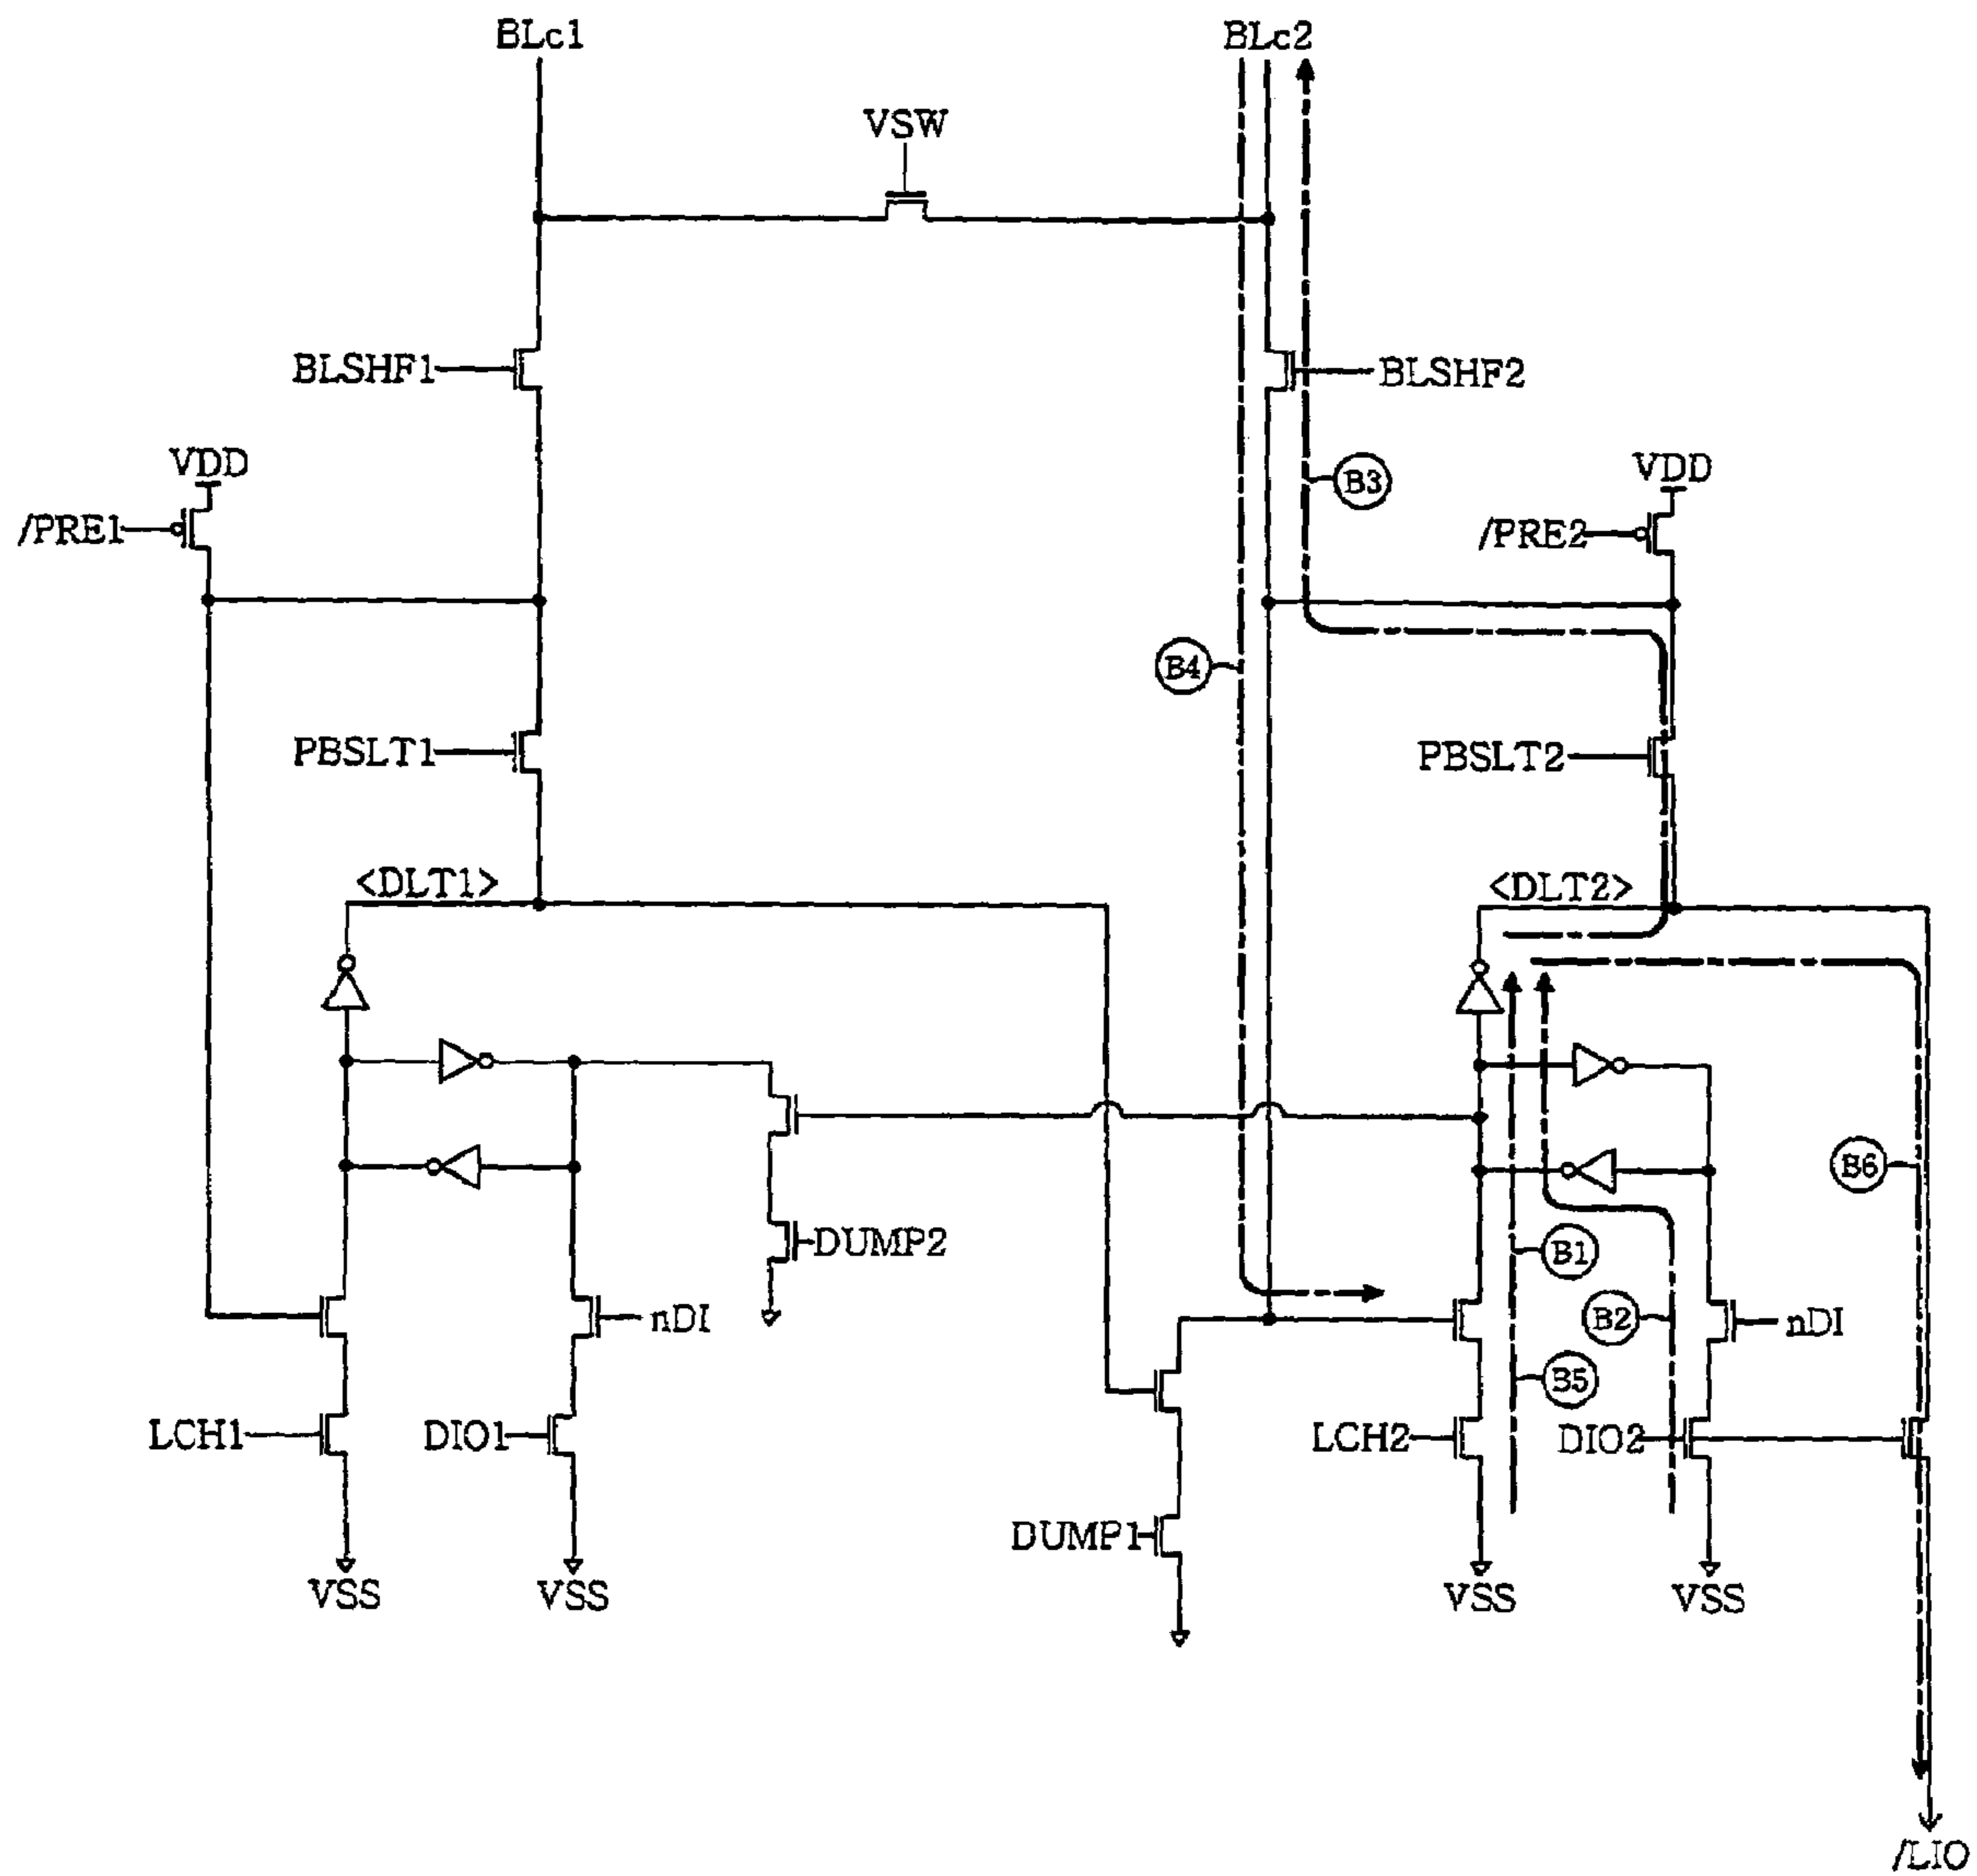 BLc1
BLc2
VSW
BLSHF1
BLSHF2
VDD
VDD
B3
/PRE1
/PRE2
B4
PBSLT1
PBSLT2
<DLT1>
<DLT2>
B6
DUMP2
B1
nDI
B2
nDI
B5
LCH1
DIO1
LCH2
DIO2
DUMP1
VSS
VSS
VSS
VSS
/LIO